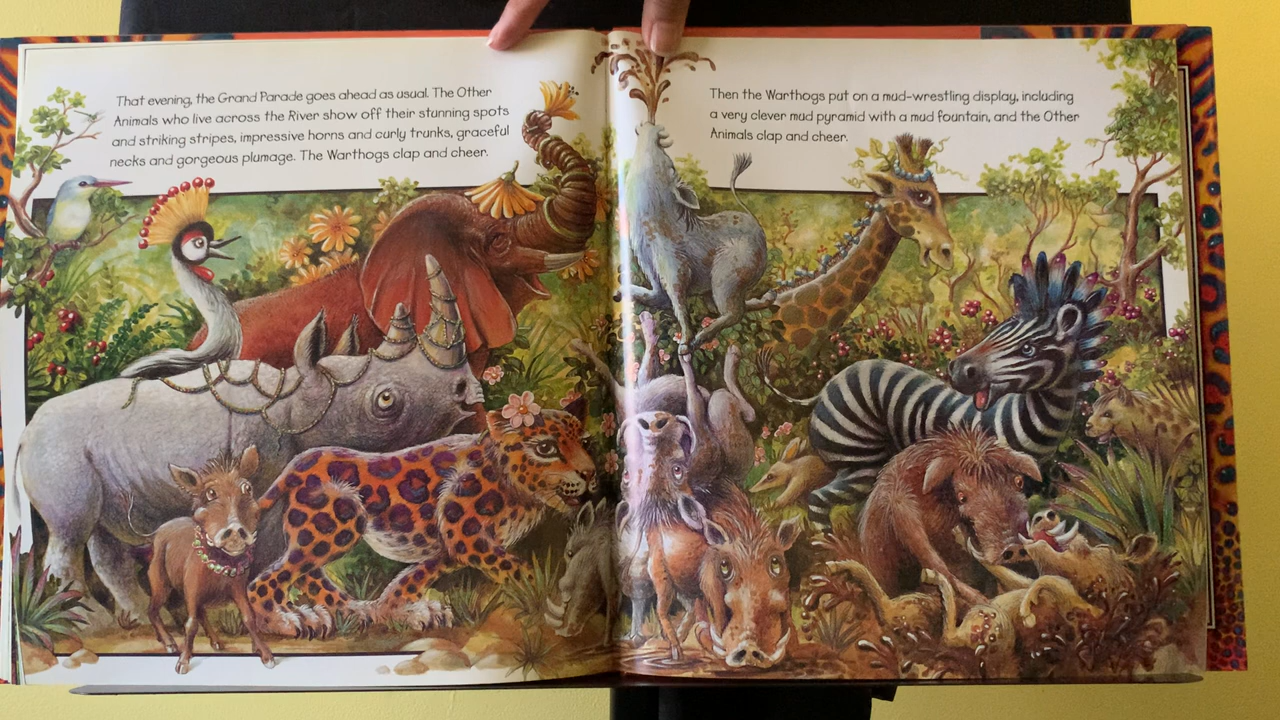 That evening, the Grand Parade goes ahead as usual. The Other
Animals who live across the River show off their stunning spots
and striking stripes, impressive horns and curly trunks, graceful
necks and gorgeous plumage. The Warthogs clap and cheer.
Then the Warthogs put on a mud-wrestling display, including
a very clever mud pyramid with a mud fountain, and the Other
Animals clap and cheer.